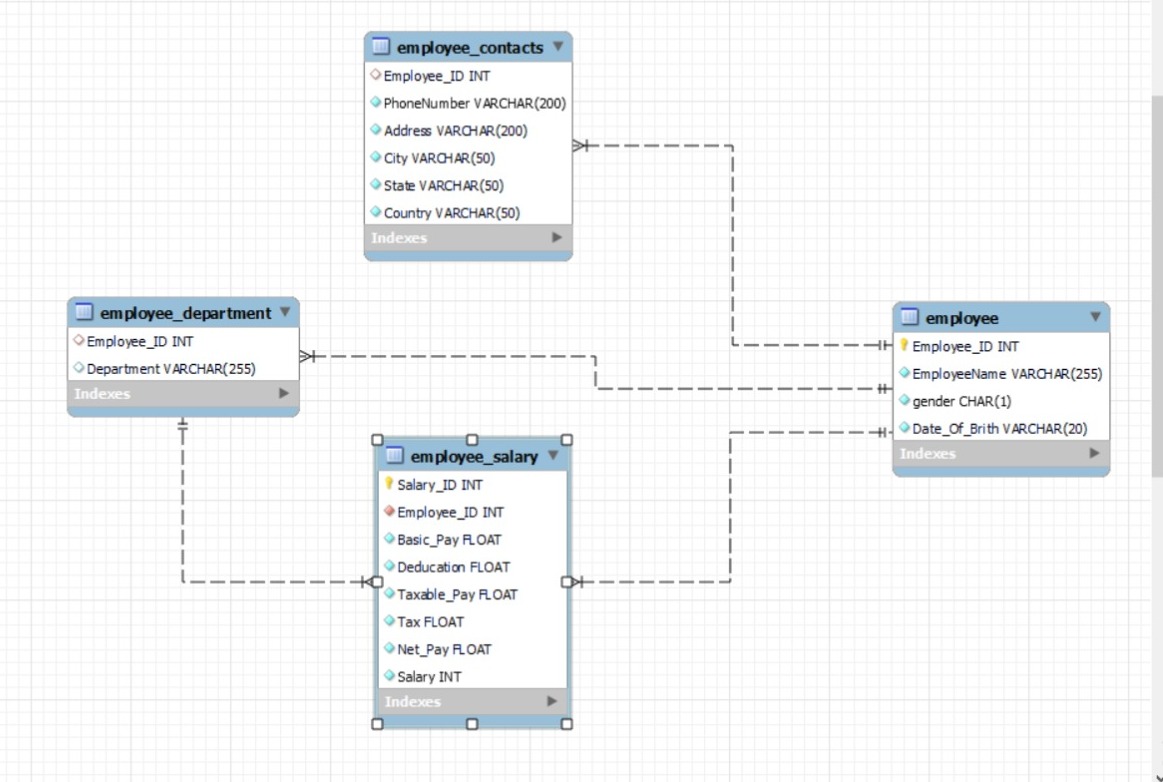 employee_contacts
Employee_ID INT
PhoneNumber VARCHAR(200)
Address VARCHAR(200)
City VARCHAR(50)
State VARCHAR(50)
Country VARCHAR(50)
Indexes
employee_department
Employee_ID INT
Department VARCHAR(255)
Indexes
employee
Employee_ID INT
EmployeeName VARCHAR(255)
gender CHAR(1)
Date_Of_Brith VARCHAR(20)
Indexes
employee_salary
Salary_ID INT
Employee_ID INT
Basic_Pay FLOAT
Deducation FLOAT
Taxable_Pay FLOAT
Tax FLOAT
Net_Pay FLOAT
Salary INT
Indexes